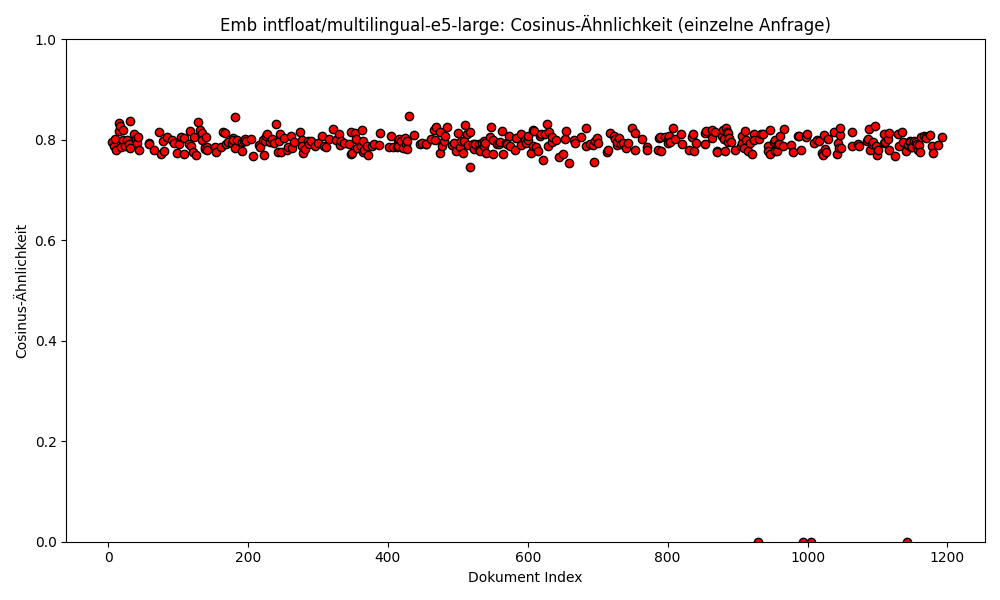 Emb intfloat/multilingual-e5-large: Cosinus-Ähnlichkeit (einzelne Anfrage)
Cosinus-Ähnlichkeit
1.0
0.8
0.6
0.4
0.2
0.0
0 200 400 600 800 1000 1200
Dokument Index